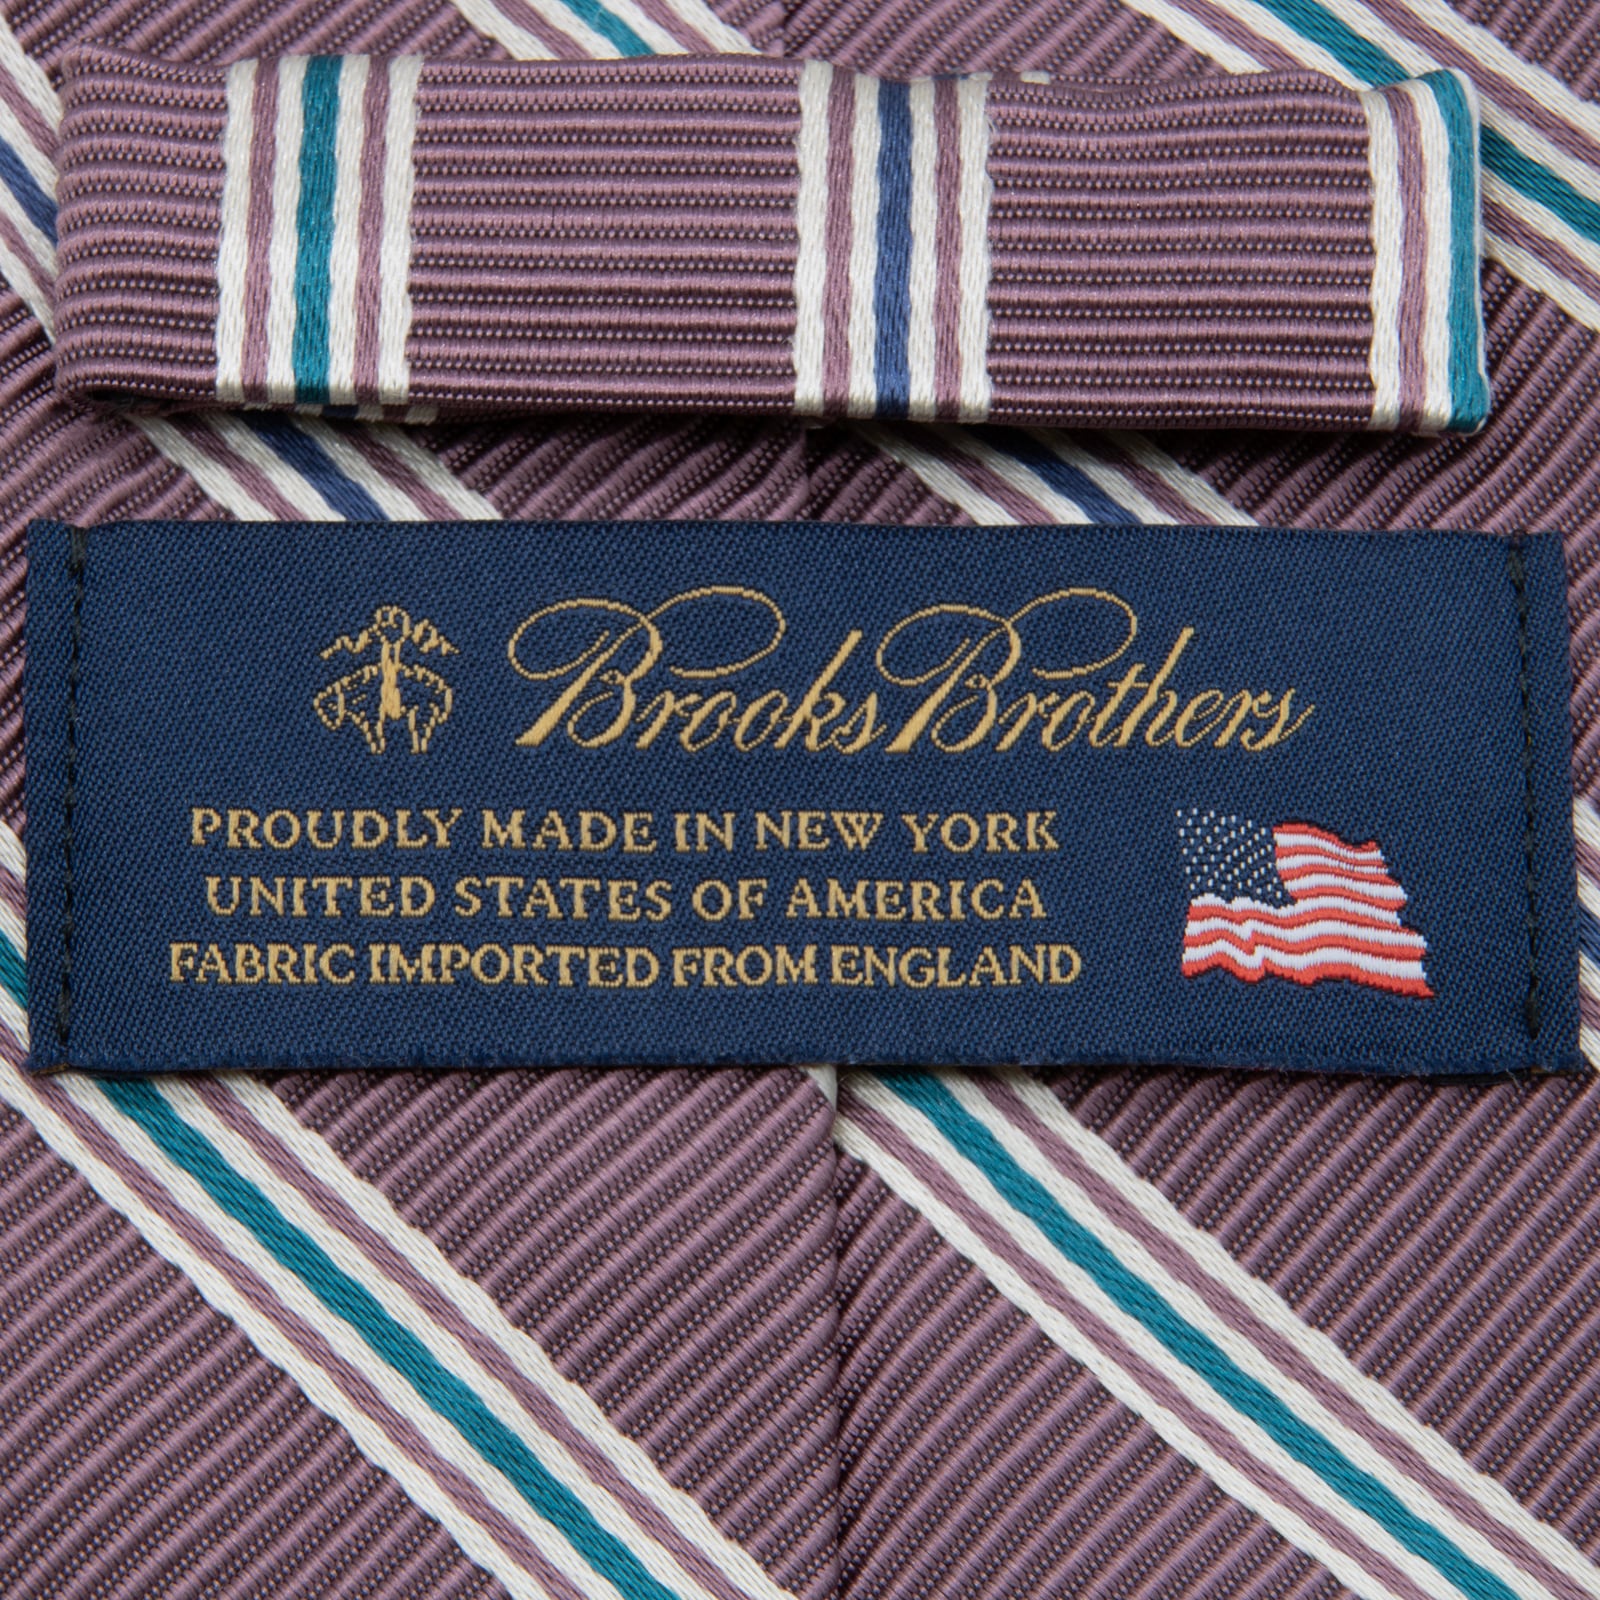 Brooks Brothers
PROUDLY MADE IN NEW YORK
UNITED STATES OF AMERICA
FABRIC IMPORTED FROM ENGLAND